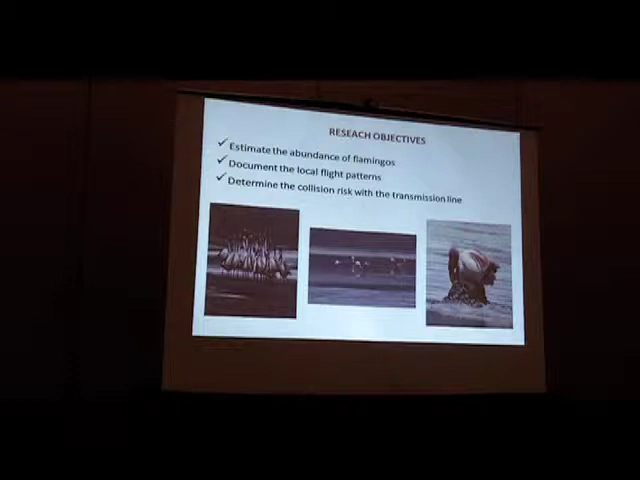 RESEACH OBJECTIVES
✓ Estimate the abundance of flamingos
✓ Document the local flight patterns
✓ Determine the collision risk with the transmission line